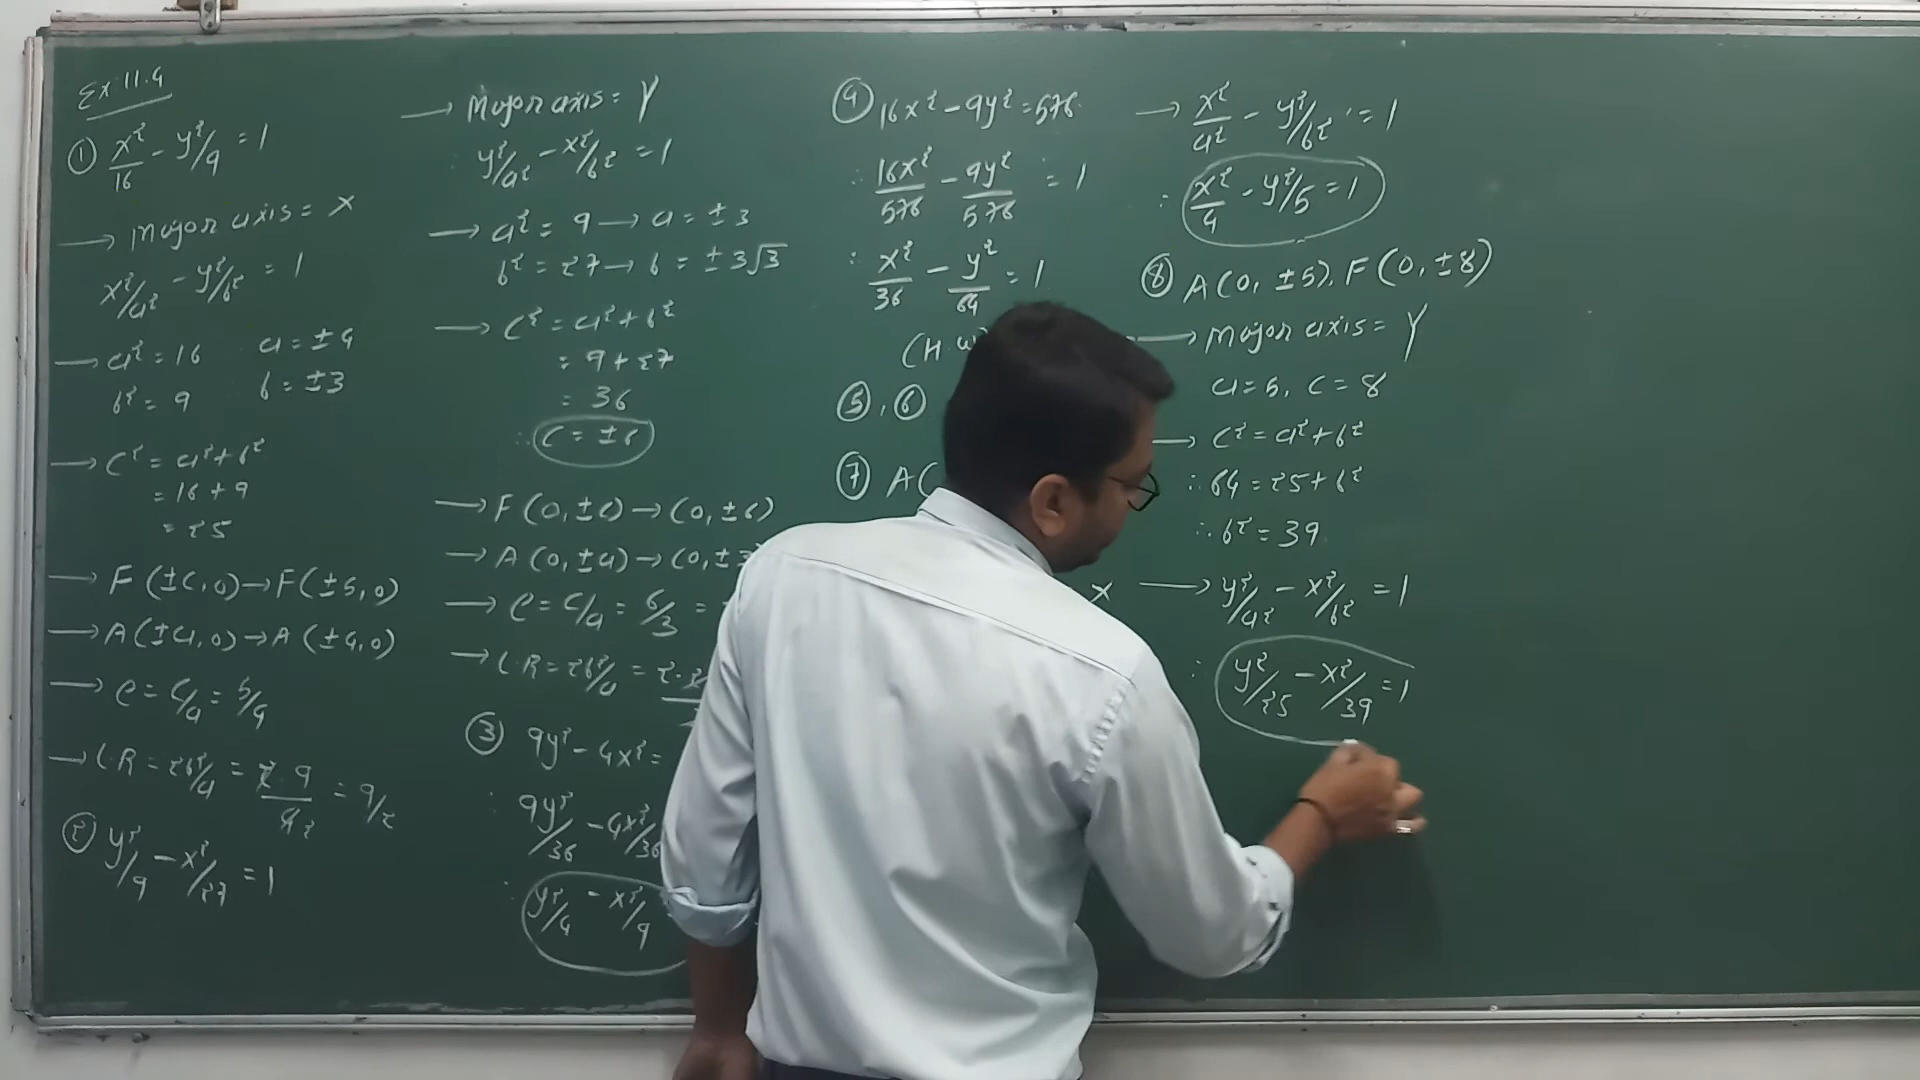 Ex 11.4
① x²/16 - y²/9 = 1
→ Major axis = X
x²/a² - y²/b² = 1
→ a² = 16 a = ±4
b² = 9 b = ±3
→ C² = a² + b²
= 16 + 9
= 25
→ F (±c, 0) → F (±5, 0)
→ A (±a, 0) → A (±4, 0)
→ e = c/a = 5/4
→ L·R = 2b²/a = 2·9/4 2 = 9/2
② y²/9 - x²/27 = 1
→ Major axis = Y
∴ y²/a² - x²/b² = 1
→ a² = 9 → a = ±3
b² = 27 → b = ±3√3
→ C² = a² + b²
= 9 + 27
= 36
∴ C = ±6
→ F (0, ±c) → (0, ±6)
→ A (0, ±a) → (0, ±3
→ e = c/a = 6/3 =
→ L·R = 2b²/a = 2·
③ 9y² - 4x² =
∴ 9y²/36 - 4x²/36
∴ y²/4 - x²/9
④ 16x² - 9y² = 576
∴ 16x²/576 - 9y²/576 = 1
∴ x²/36 - y²/64 = 1
(H.W)
⑤, ⑥
⑦ A(
X
→ x²/a² - y²/b² = 1
∴ x²/4 - y²/5 = 1
⑧ A (0, ±5), F (0, ±8)
→ Major axis = Y
a = 5, c = 8
→ C² = a² + b²
∴ 64 = 25 + b²
∴ b² = 39
→ y²/a² - x²/b² = 1
∴ y²/25 - x²/39 = 1